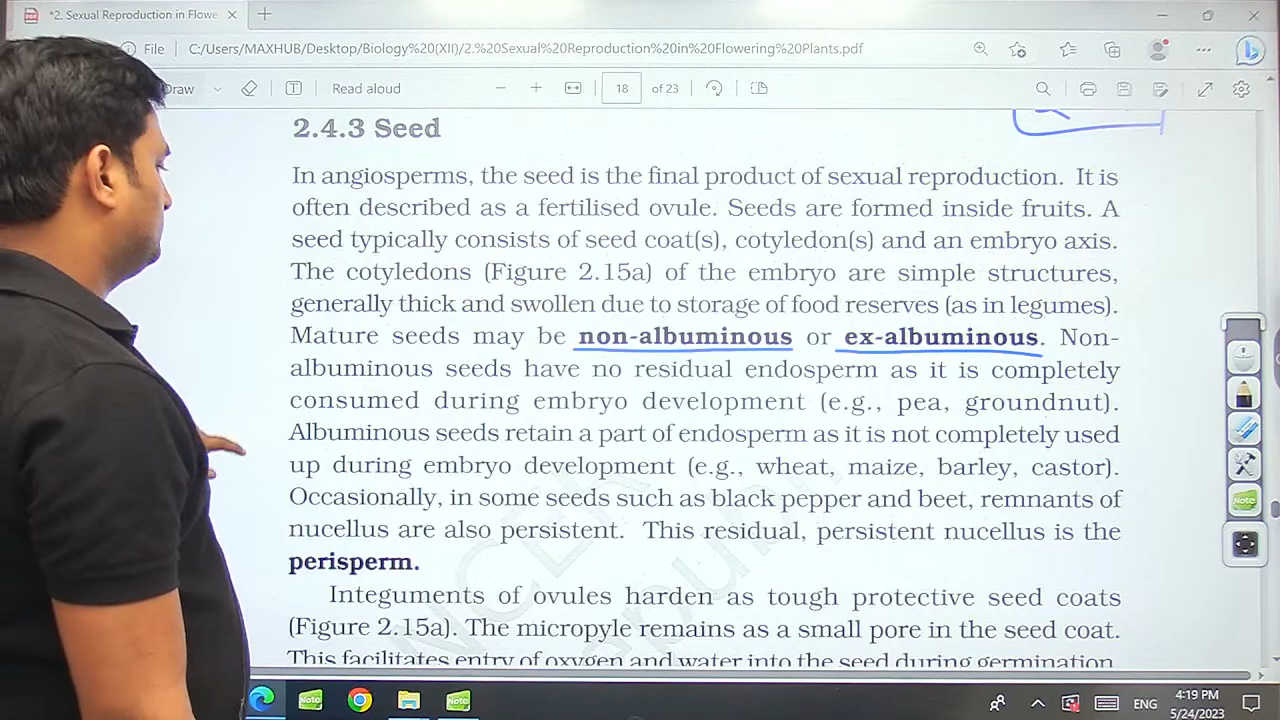 *2. Sexual Reproduction in Flowe
File C:/Users/MAXHUB/Desktop/Biology%20(XII)/2.%20Sexual%20Reproduction%20in%20Flowering%20Plants.pdf
Draw Read aloud 18 of 23
2.4.3 Seed
In angiosperms, the seed is the final product of sexual reproduction. It is
often described as a fertilised ovule. Seeds are formed inside fruits. A
seed typically consists of seed coat(s), cotyledon(s) and an embryo axis.
The cotyledons (Figure 2.15a) of the embryo are simple structures,
generally thick and swollen due to storage of food reserves (as in legumes).
Mature seeds may be non-albuminous or ex-albuminous. Non-
albuminous seeds have no residual endosperm as it is completely
consumed during embryo development (e.g., pea, groundnut).
Albuminous seeds retain a part of endosperm as it is not completely used
up during embryo development (e.g., wheat, maize, barley, castor).
Occasionally, in some seeds such as black pepper and beet, remnants of
nucellus are also persistent. This residual, persistent nucellus is the
perisperm.
Integuments of ovules harden as tough protective seed coats
(Figure 2.15a). The micropyle remains as a small pore in the seed coat.
This facilitates entry of oxygen and water into the seed during germination.
Note
Note
Note
ENG
4:19 PM
5/24/2023